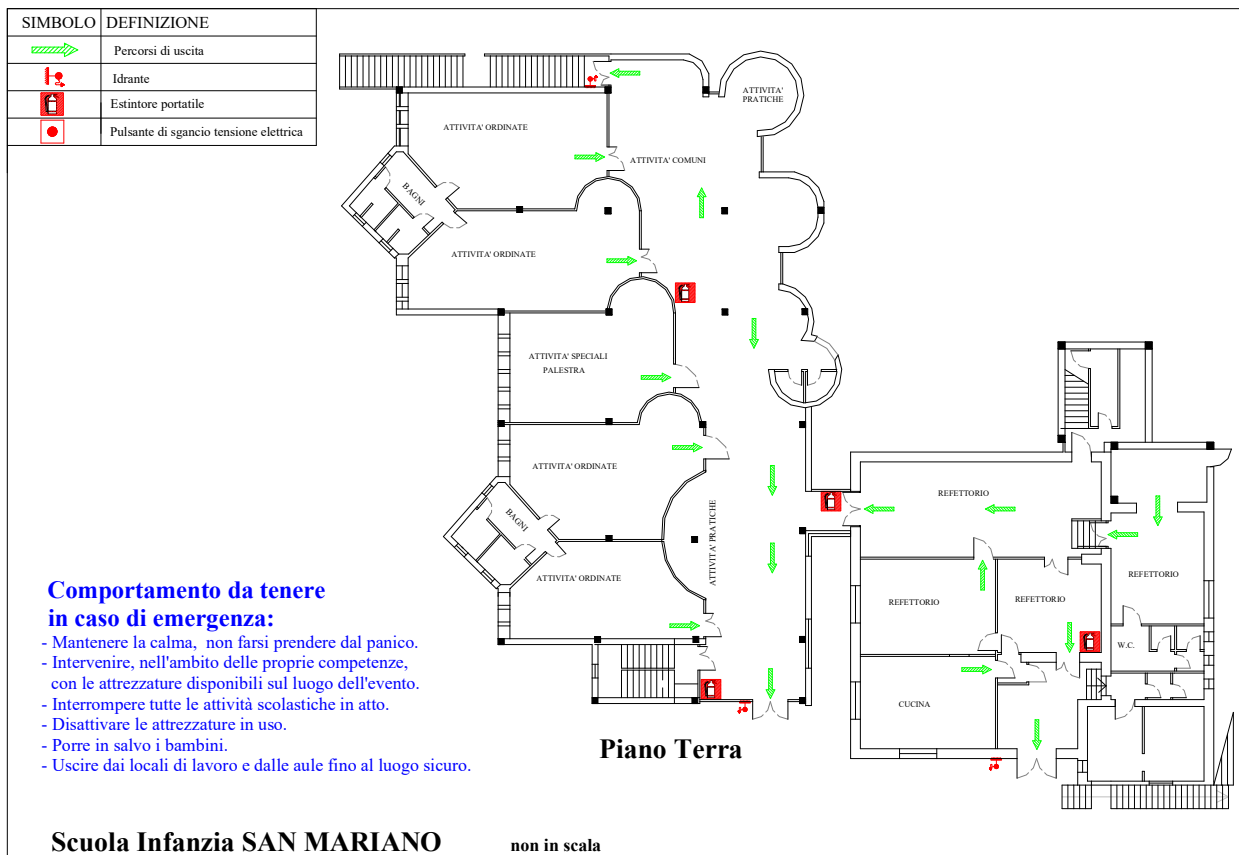 SIMBOLO DEFINIZIONE
Percorsi di uscita
Idrante
Estintore portatile
Pulsante di sgancio tensione elettrica
ATTIVITA' ORDINATE
ATTIVITA' COMUNI
ATTIVITA'
PRATICHE
BAGNI
ATTIVITA' ORDINATE
ATTIVITA' SPECIALI
PALESTRA
ATTIVITA' ORDINATE
BAGNI
ATTIVITA' PRATICHE
ATTIVITA' ORDINATE
REFETTORIO
REFETTORIO
REFETTORIO
REFETTORIO
W.C.
CUCINA
Comportamento da tenere
in caso di emergenza:
- Mantenere la calma, non farsi prendere dal panico.
- Intervenire, nell'ambito delle proprie competenze,
con le attrezzature disponibili sul luogo dell'evento.
- Interrompere tutte le attività scolastiche in atto.
- Disattivare le attrezzature in uso.
- Porre in salvo i bambini.
- Uscire dai locali di lavoro e dalle aule fino al luogo sicuro.
Piano Terra
Scuola Infanzia SAN MARIANO non in scala